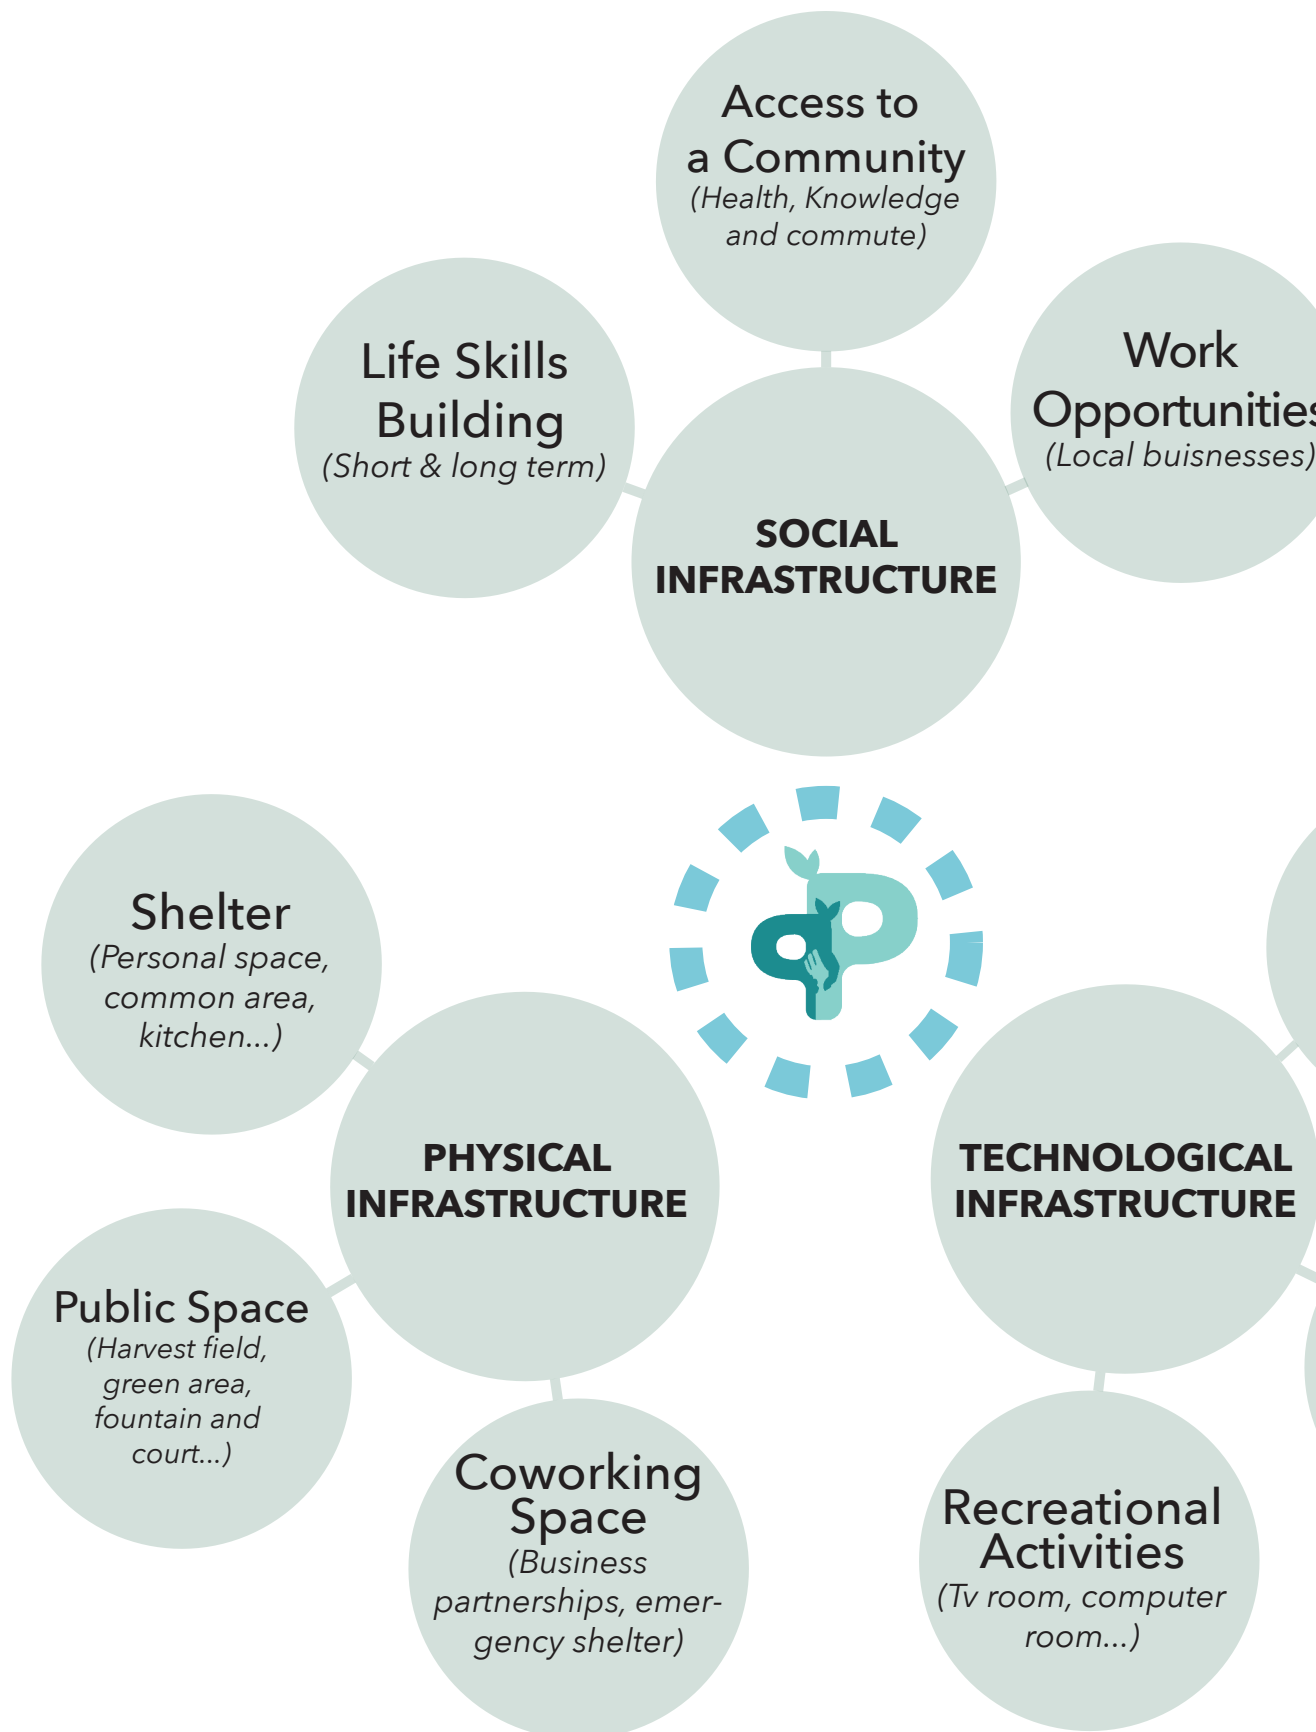 Access to
a Community
(Health, Knowledge
and commute)
Life Skills
Building
(Short & long term)
Work
Opportunities
(Local buisnesses)
SOCIAL
INFRASTRUCTURE
Shelter
(Personal space,
common area,
kitchen...)
PHYSICAL
INFRASTRUCTURE
TECHNOLOGICAL
INFRASTRUCTURE
Public Space
(Harvest field,
green area,
fountain and
court...)
Coworking
Space
(Business
partnerships, emer-
gency shelter)
Recreational
Activities
(Tv room, computer
room...)